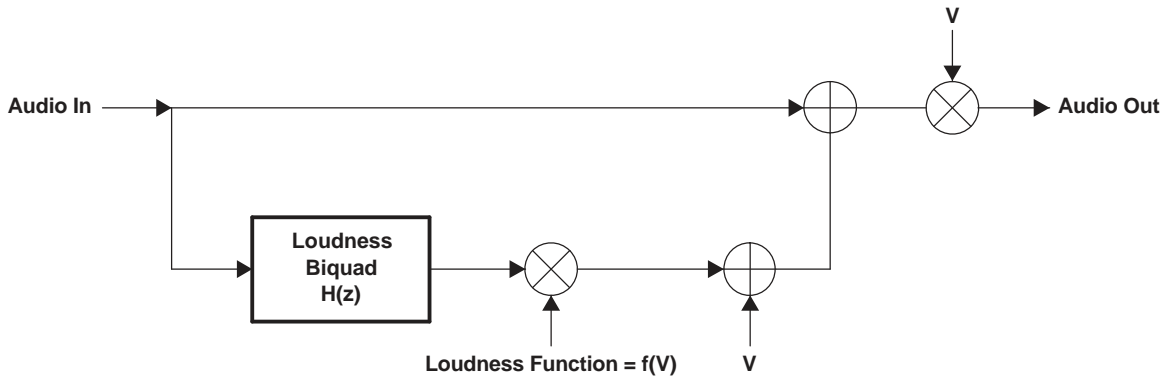 V
Audio In
Audio Out
Loudness
Biquad
H(z)
Loudness Function = f(V)
V